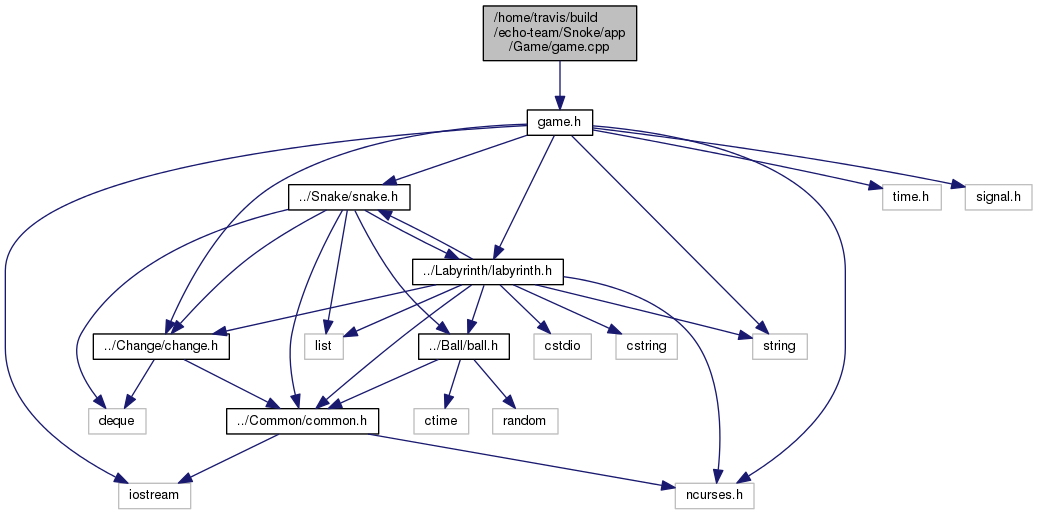 /home/travis/build
/echo-team/Snoke/app
/Game/game.cpp
game.h
../Snake/snake.h
time.h
signal.h
../Labyrinth/labyrinth.h
../Change/change.h
list
../Ball/ball.h
cstdio
cstring
string
deque
../Common/common.h
ctime
random
iostream
ncurses.h